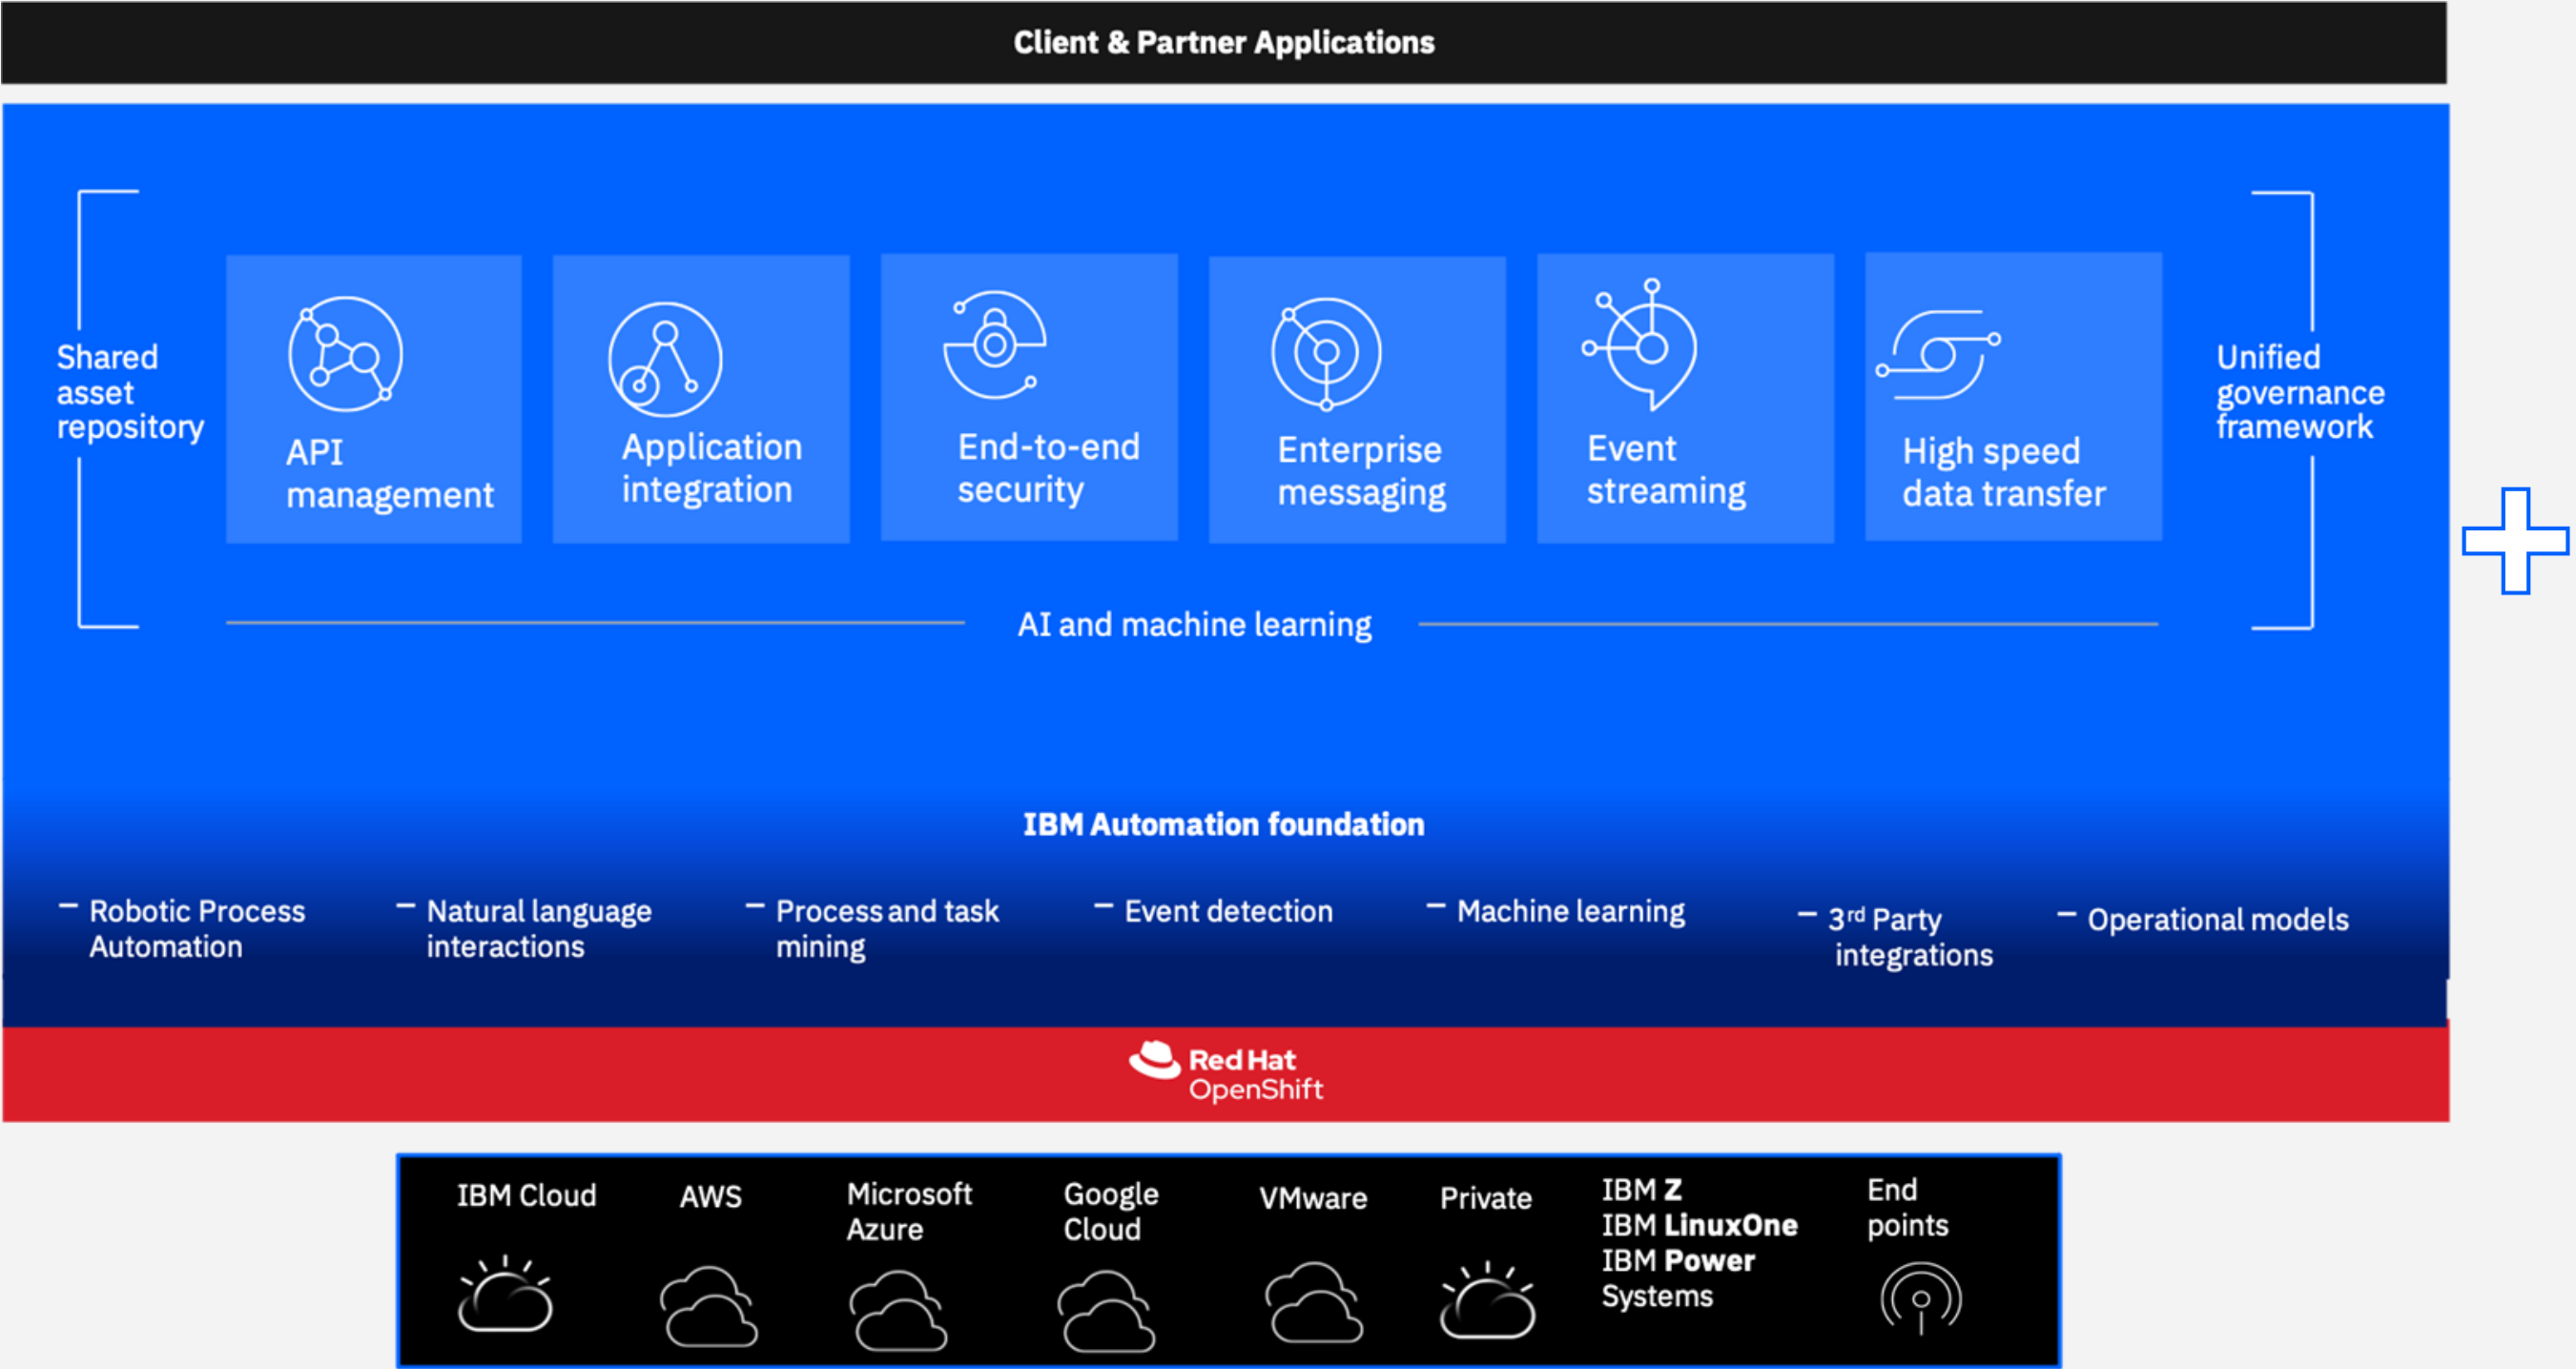 Client & Partner Applications
Shared
asset
repository
API
management
Application
integration
End-to-end
security
Enterprise
messaging
Event
streaming
High speed
data transfer
Unified
governance
framework
AI and machine learning
IBM Automation foundation
– Robotic Process
Automation
– Natural language
interactions
– Process and task
mining
– Event detection
– Machine learning
– 3rd Party
integrations
– Operational models
Red Hat
OpenShift
IBM Cloud
AWS
Microsoft
Azure
Google
Cloud
VMware
Private
IBM Z
IBM LinuxOne
IBM Power
Systems
End
points